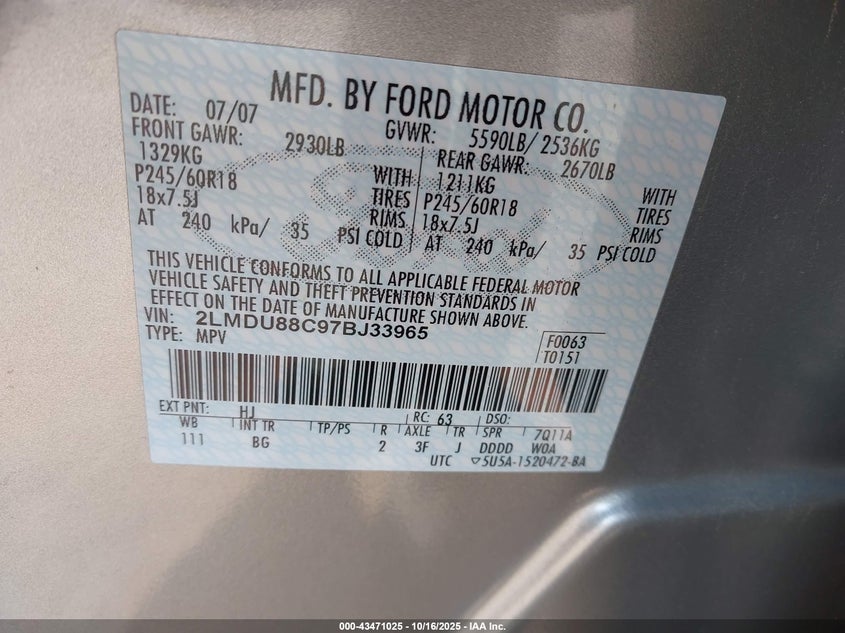 MFD. BY FORD MOTOR CO.
DATE: 07/07 GVWR: 5590LB/ 2536KG
FRONT GAWR: 2930LB REAR GAWR: 2670LB
1329KG WITH 1211KG WITH
P245/60R18 TIRES P245/60R18 TIRES
18x7.5J RIMS 18x7.5J RIMS
AT 240 kPa/ 35 PSI COLD AT 240 kPa/ 35 PSI COLD
THIS VEHICLE CONFORMS TO ALL APPLICABLE FEDERAL MOTOR
VEHICLE SAFETY AND THEFT PREVENTION STANDARDS IN
EFFECT ON THE DATE OF MANUFACTURE SHOWN ABOVE.
VIN: 2LMDU88C97BJ33965 F0063
TYPE: MPV T0151
EXT PNT: HJ RC: 63 DSO:
WB INT TR TP/PS R AXLE TR SPR 7Q11A
111 BG 2 3F J DDDD WOA
UTC ▽5U5A-1520472-BA
000-43471025 - 10/16/2025 - IAA Inc.